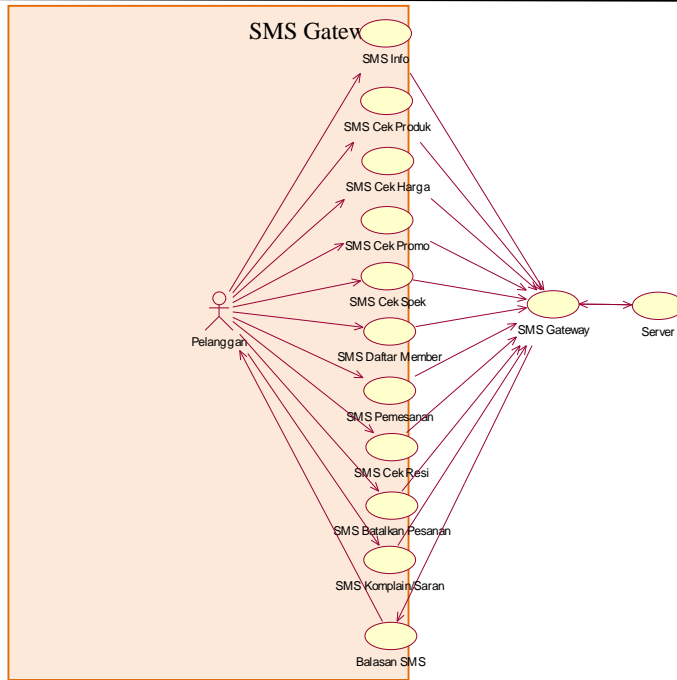 SMS Gatew
SMS Info
SMS Cek Produk
SMS Cek Harga
SMS Cek Promo
SMS Cek Spek
SMS Gateway
Server
Pelanggan
SMS Daftar Member
SMS Pemesanan
SMS Cek Resi
SMS Batalkan Pesanan
SMS Komplain/Saran
Balasan SMS